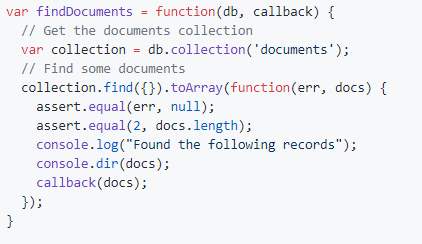 var findDocuments = function(db, callback) {
  // Get the documents collection
  var collection = db.collection('documents');
  // Find some documents
  collection.find({}).toArray(function(err, docs) {
    assert.equal(err, null);
    assert.equal(2, docs.length);
    console.log("Found the following records");
    console.dir(docs);
    callback(docs);
  });
}